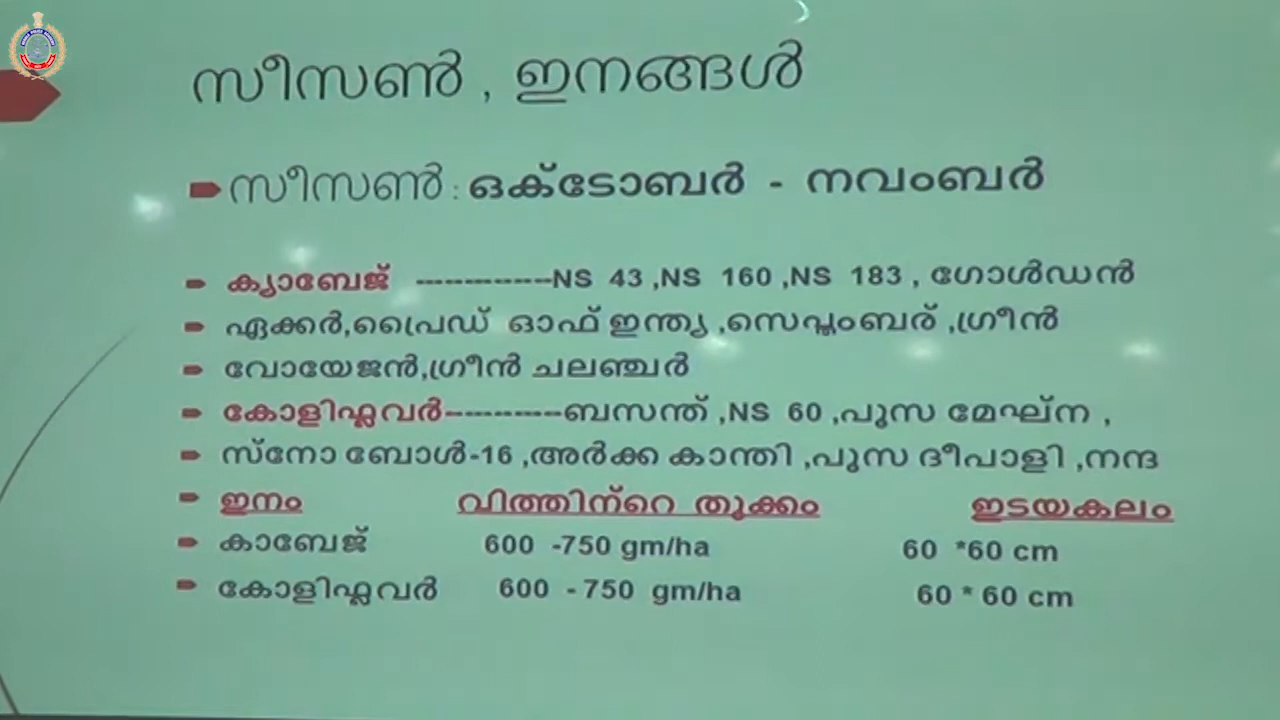 സീസൺ , ഇനങ്ങൾ
സീസൺ : ഒക്ടോബർ - നവംബർ
ക്യാബേജ് --------------NS 43 ,NS 160 ,NS 183 , ഗോൾഡൻ
ഏക്കർ,പ്രൈഡ് ഓഫ് ഇന്ത്യ ,സെപ്തംബര് ,ഗ്രീൻ
വോയേജൻ,ഗ്രീൻ ചലഞ്ചർ
കോളിഫ്ലവർ------------ബസന്ത് ,NS 60 ,പൂസ മേഘ്ന ,
സ്നോ ബോൾ-16 ,അർക്ക കാന്തി ,പൂസ ദീപാളി ,നന്ദ
ഇനം വിത്തിന്റെ തൂക്കം ഇടയകലം
കാബേജ് 600 -750 gm/ha 60 *60 cm
കോളിഫ്ലവർ 600 - 750 gm/ha 60 * 60 cm